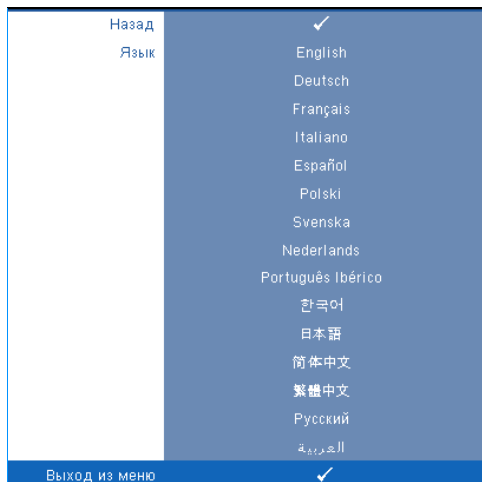 Назад ✓
Язык English
Deutsch
Français
Italiano
Español
Polski
Svenska
Nederlands
Português Ibérico
한국어
日本語
简体中文
繁體中文
Русский
العربية
Выход из меню ✓